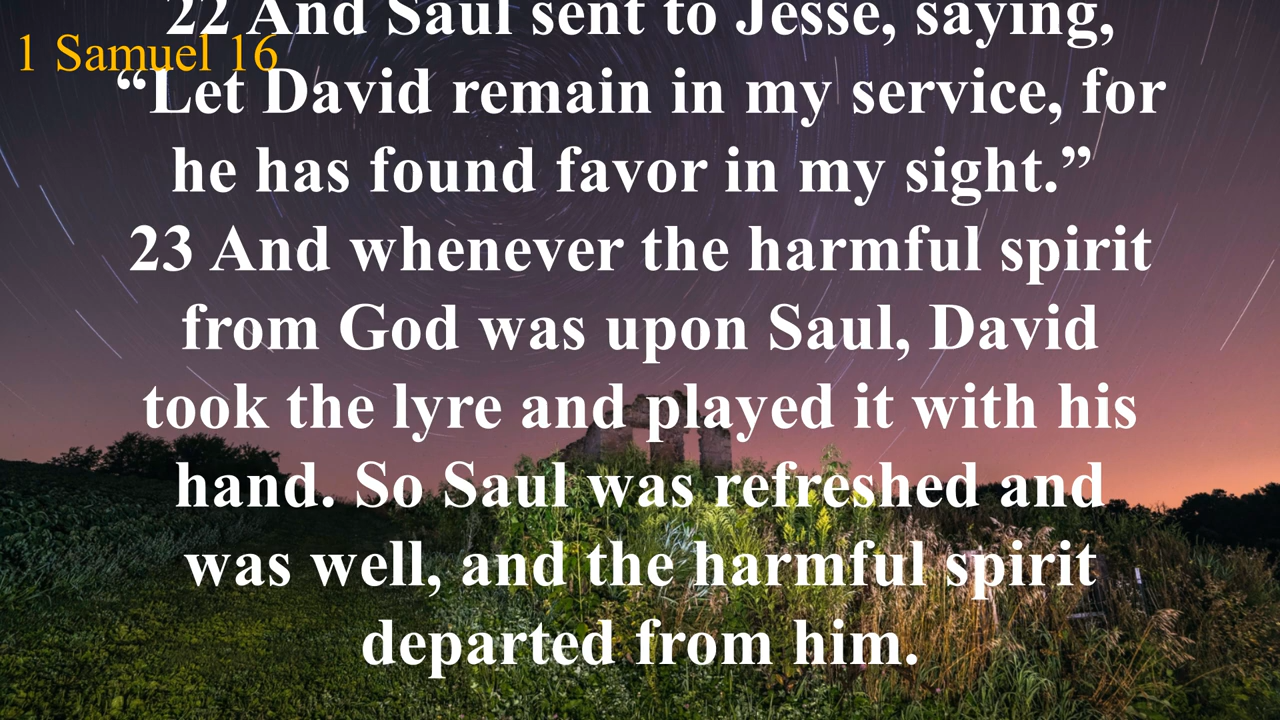 22 And Saul sent to Jesse, saying,
1 Samuel 16
“Let David remain in my service, for
he has found favor in my sight.”
23 And whenever the harmful spirit
from God was upon Saul, David
took the lyre and played it with his
hand. So Saul was refreshed and
was well, and the harmful spirit
departed from him.